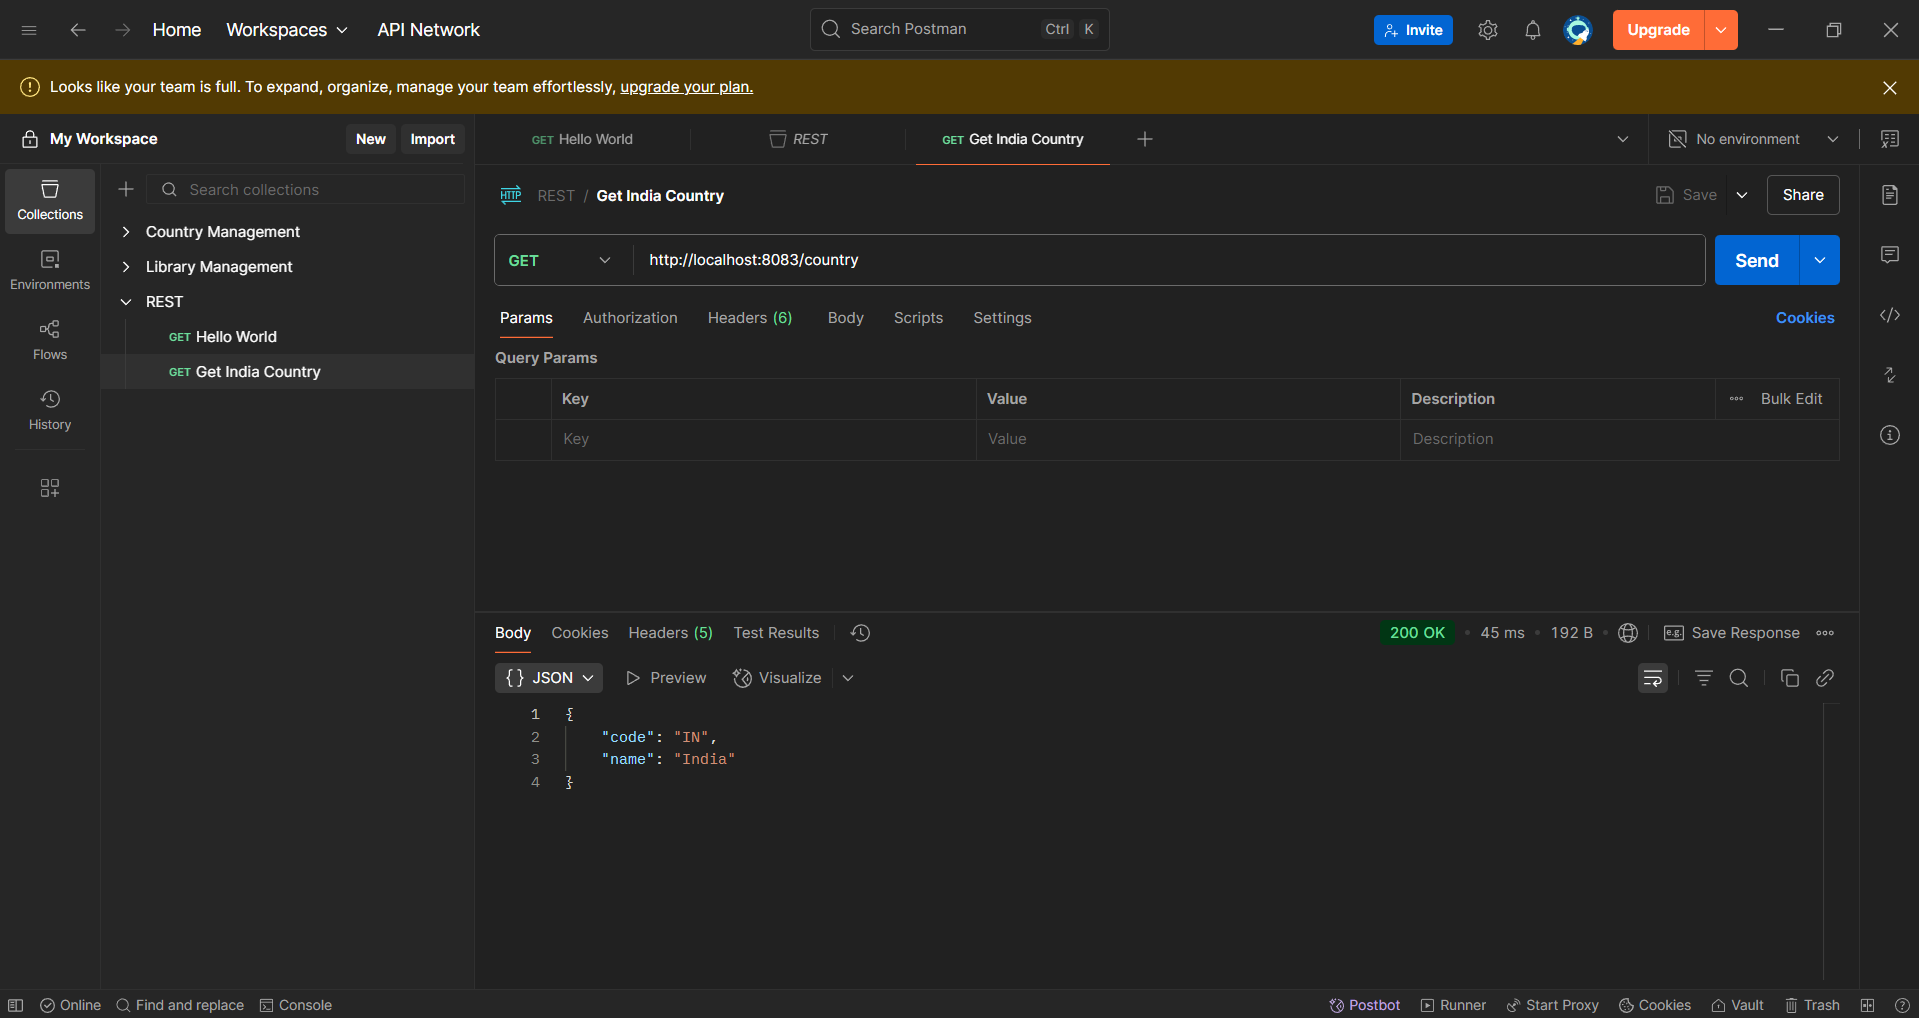 Home Workspaces API Network Search Postman Ctrl K Invite Upgrade
Looks like your team is full. To expand, organize, manage your team effortlessly, upgrade your plan.
My Workspace New Import GET Hello World REST GET Get India Country No environment
Collections
Environments
Flows
History
Search collections
Country Management
Library Management
REST
GET Hello World
GET Get India Country
HTTP REST / Get India Country Save Share
GET http://localhost:8083/country Send
Params Authorization Headers (6) Body Scripts Settings Cookies
Query Params
Key Value Description Bulk Edit
Key Value Description
Body Cookies Headers (5) Test Results 200 OK 45 ms 192 B e.g. Save Response
{} JSON Preview Visualize
1 {
2 "code": "IN",
3 "name": "India"
4 }
Online Find and replace Console Postbot Runner Start Proxy Cookies Vault Trash